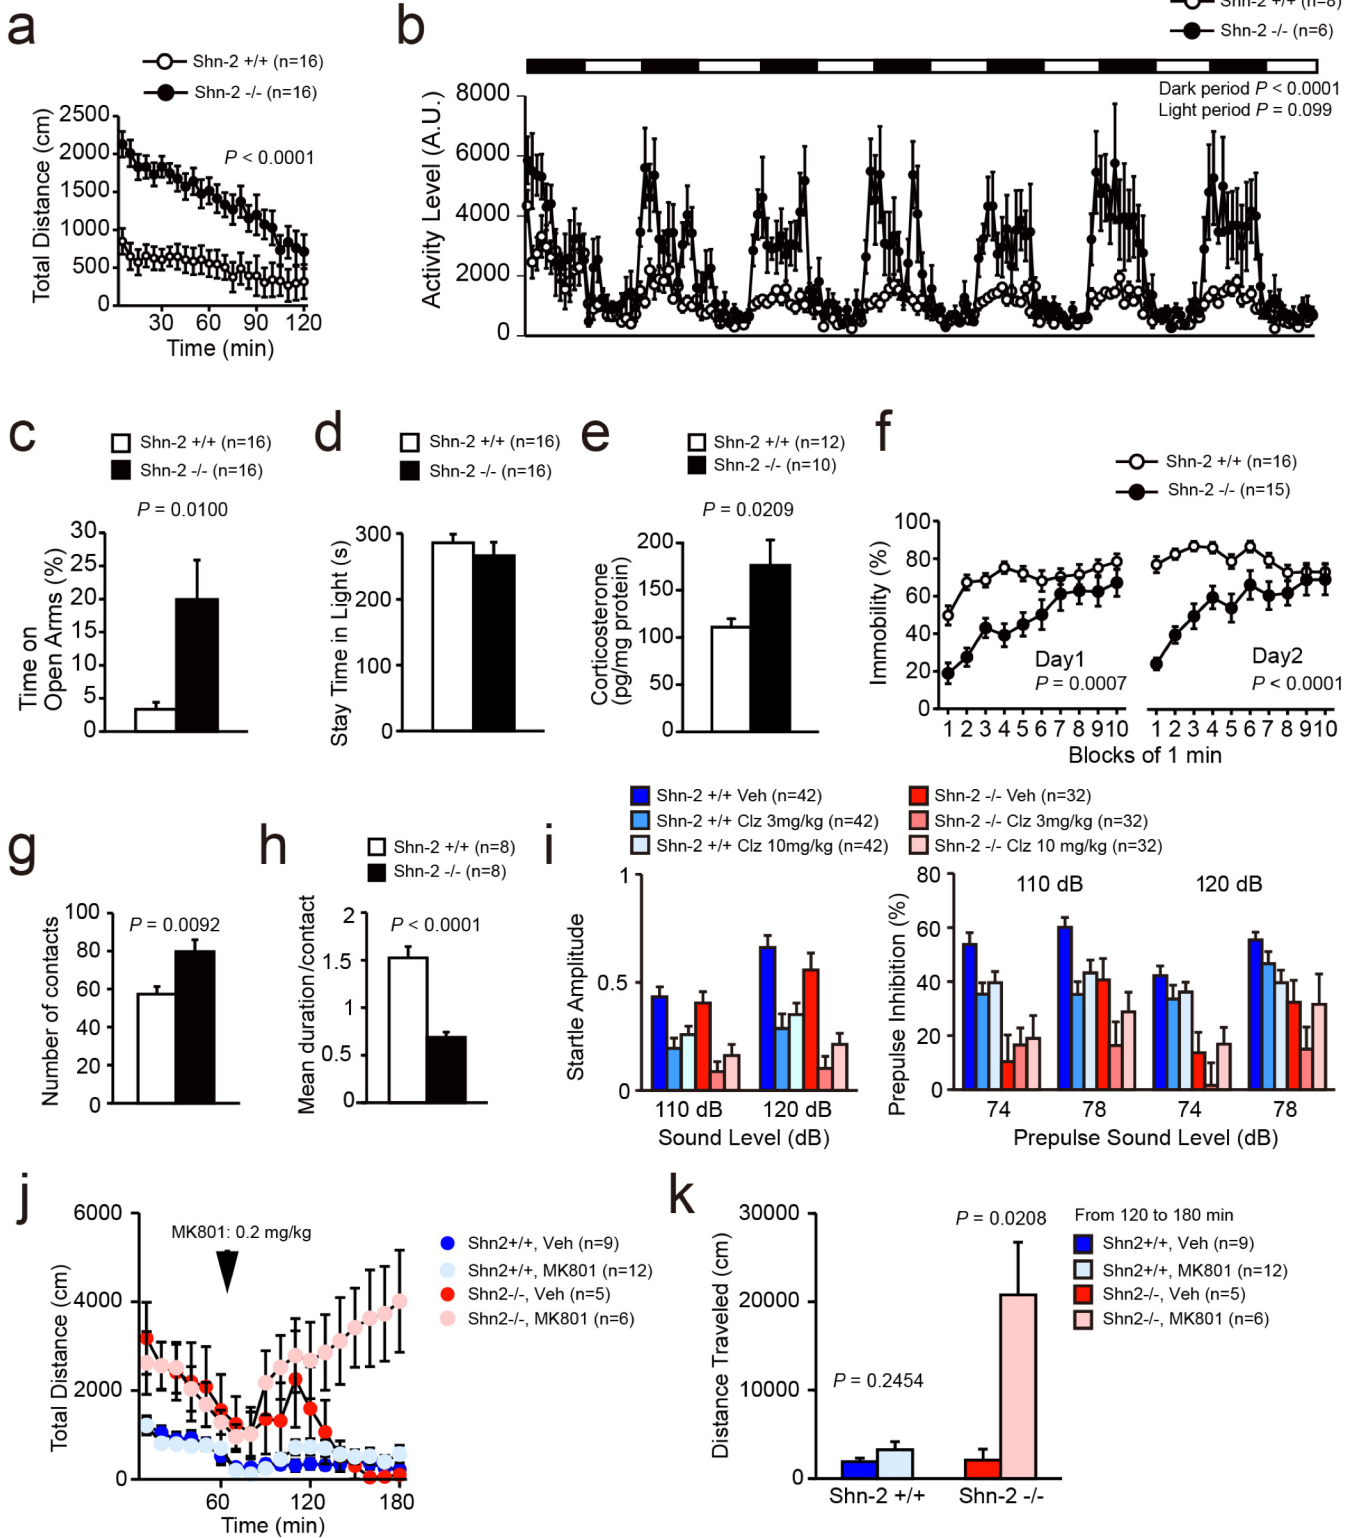 a
Shn-2 +/+ (n=16)
Shn-2 -/- (n=16)
P < 0.0001
Total Distance (cm)
2500
2000
1500
1000
500
0
30 60 90 120
Time (min)
b
Shn-2 +/+ (n=8)
Shn-2 -/- (n=6)
Dark period P < 0.0001
Light period P = 0.099
Activity Level (A.U.)
8000
6000
4000
2000
0
c
Shn-2 +/+ (n=16)
Shn-2 -/- (n=16)
P = 0.0100
Time on
Open Arms (%)
30
25
20
15
10
5
0
d
Shn-2 +/+ (n=16)
Shn-2 -/- (n=16)
Stay Time in Light (s)
300
200
100
0
e
Shn-2 +/+ (n=12)
Shn-2 -/- (n=10)
P = 0.0209
Corticosterone
(pg/mg protein)
200
150
100
50
0
f
Shn-2 +/+ (n=16)
Shn-2 -/- (n=15)
Immobility (%)
100
80
60
40
20
0
Day1
P = 0.0007
Day2
P < 0.0001
1 2 3 4 5 6 7 8 9 10
1 2 3 4 5 6 7 8 9 10
Blocks of 1 min
g
P = 0.0092
Number of contacts
100
80
60
40
20
0
h
Shn-2 +/+ (n=8)
Shn-2 -/- (n=8)
P < 0.0001
Mean duration/contact
2
1.5
1
0.5
0
i
Shn-2 +/+ Veh (n=42)
Shn-2 +/+ Clz 3mg/kg (n=42)
Shn-2 +/+ Clz 10mg/kg (n=42)
Shn-2 -/- Veh (n=32)
Shn-2 -/- Clz 3mg/kg (n=32)
Shn-2 -/- Clz 10 mg/kg (n=32)
Startle Amplitude
1
0.5
0
110 dB 120 dB
Sound Level (dB)
Prepulse Inhibition (%)
80
60
40
20
0
110 dB 120 dB
74 78 74 78
Prepulse Sound Level (dB)
j
MK801: 0.2 mg/kg
Total Distance (cm)
6000
4000
2000
0
60 120 180
Time (min)
Shn2+/+, Veh (n=9)
Shn2+/+, MK801 (n=12)
Shn2-/-, Veh (n=5)
Shn2-/-, MK801 (n=6)
k
Distance Traveled (cm)
30000
20000
10000
0
P = 0.2454
P = 0.0208
Shn-2 +/+ Shn-2 -/-
From 120 to 180 min
Shn2+/+, Veh (n=9)
Shn2+/+, MK801 (n=12)
Shn2-/-, Veh (n=5)
Shn2-/-, MK801 (n=6)